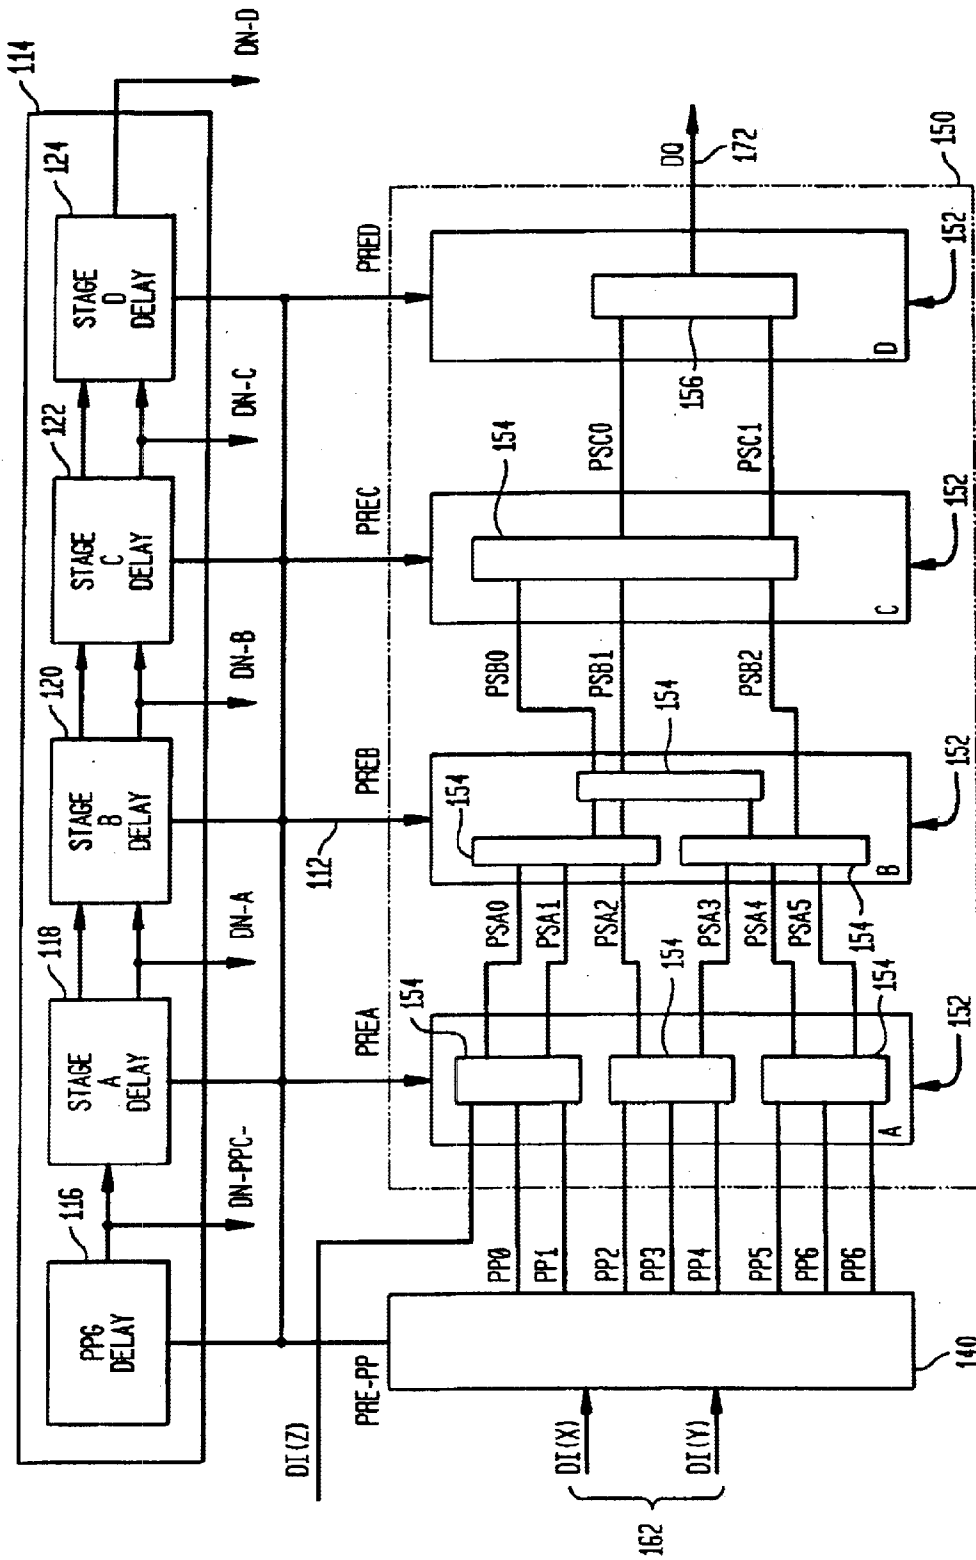 114
116
PPG
DELAY
118
STAGE
A
DELAY
120
STAGE
B
DELAY
122
STAGE
C
DELAY
124
STAGE
D
DELAY
DN-PPC-
DN-A
DN-B
DN-C
DN-D
112
DI(Z)
PRE-PP
PREA
PREB
PREC
PRED
DI(X)
DI(Y)
162
140
PP0
PP1
PP2
PP3
PP4
PP5
PP6
PP6
154
154
154
A
152
PSA0
PSA1
PSA2
PSA3
PSA4
PSA5
154
154
154
B
152
PSB0
PSB1
PSB2
154
C
152
PSC0
PSC1
156
D
152
DO
172
150